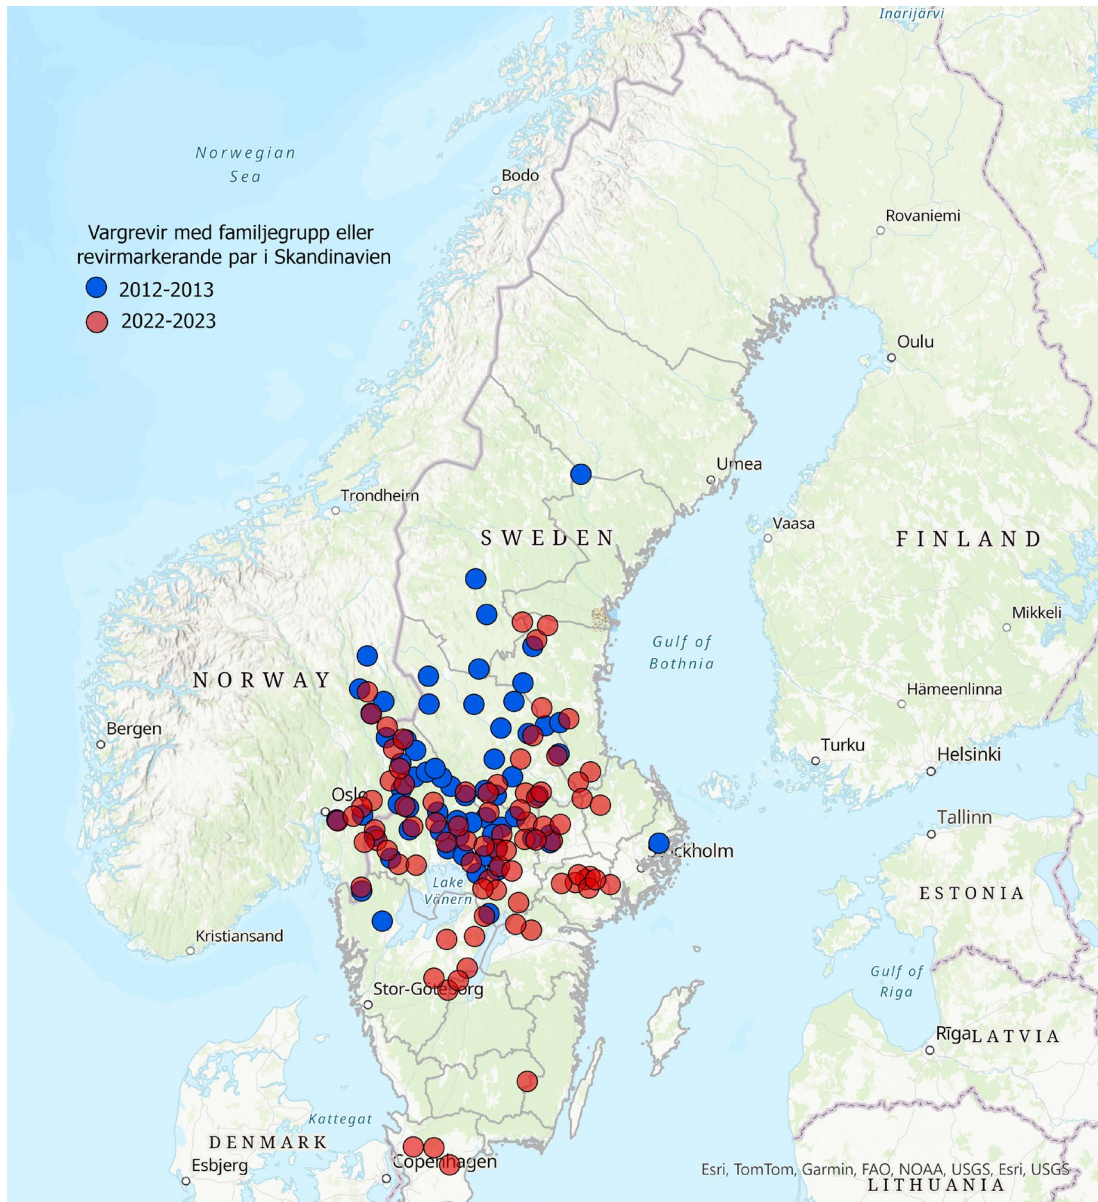 Inarijärvi
Norwegian
Sea
Bodo
Rovaniemi
Vargrevir med familjegrupp eller
revirmarkerande par i Skandinavien
2012-2013
2022-2023
Oulu
Umea
Trondheim
Vaasa
SWEDEN
FINLAND
Mikkeli
Gulf of
Bothnia
NORWAY
Hämeenlinna
Bergen
Turku
Helsinki
Oslo
Tallinn
Stockholm
Lake
Vänern
ESTONIA
Kristiansand
Gulf of
Riga
Stor-Göteborg
Rīga
LATVIA
Kattegat
DENMARK
Esbjerg
Copenhagen
Esri, TomTom, Garmin, FAO, NOAA, USGS, Esri, USGS
LITHUANIA